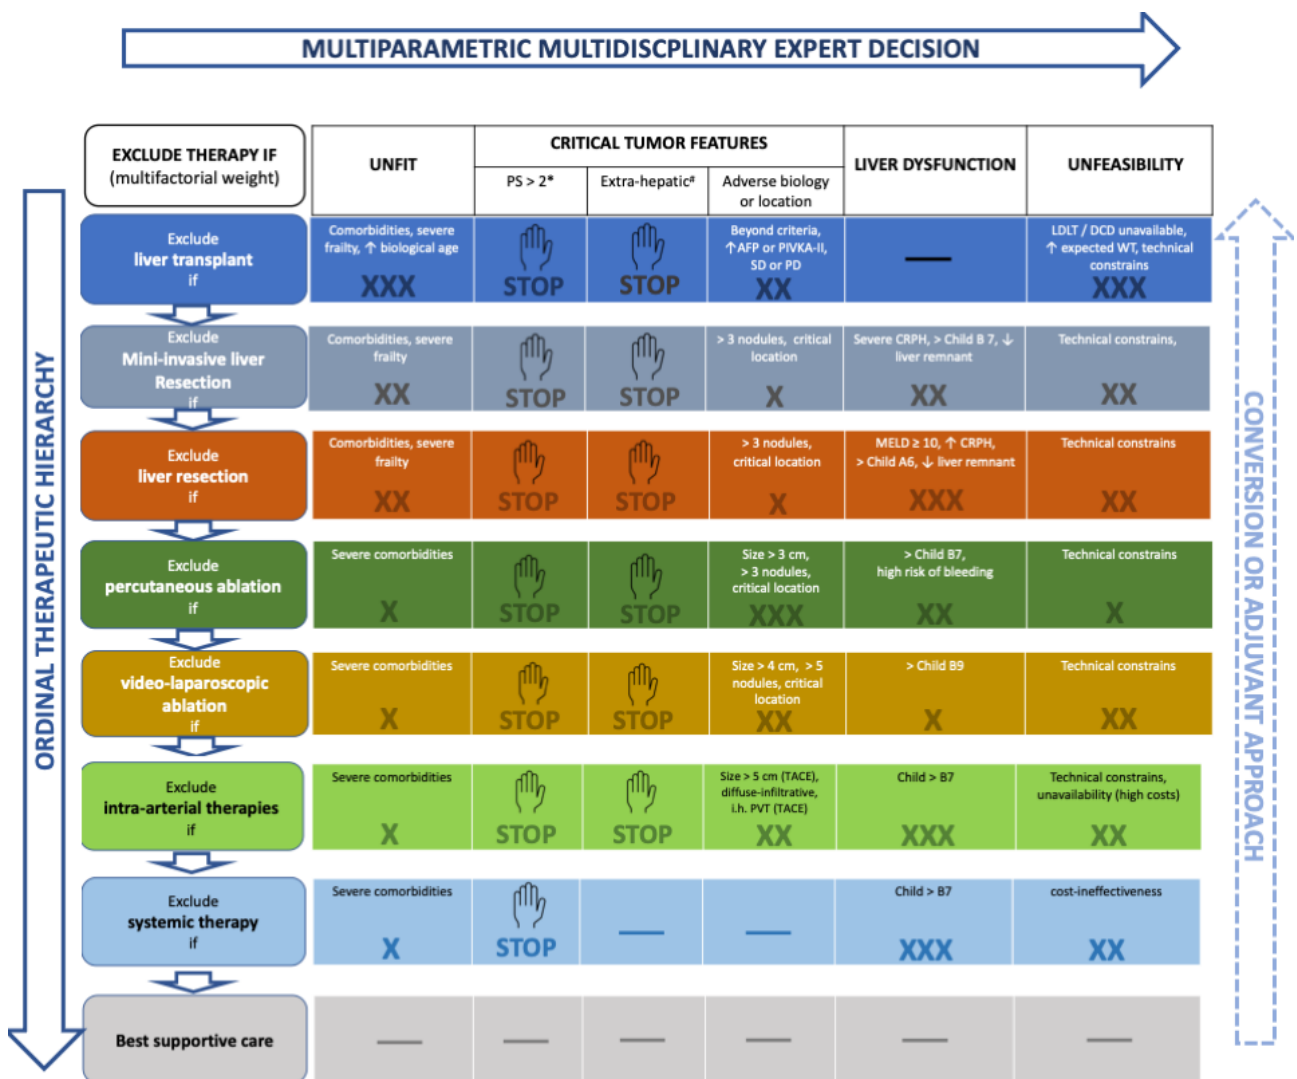 MULTIPARAMETRIC MULTIDISCPLINARY EXPERT DECISION
ORDINAL THERAPEUTIC HIERARCHY
EXCLUDE THERAPY IF
(multifactorial weight)
UNFIT
CRITICAL TUMOR FEATURES
PS > 2*
Extra-hepatic#
Adverse biology
or location
LIVER DYSFUNCTION
UNFEASIBILITY
Exclude
liver transplant
if
Comorbidities, severe
frailty, ↑ biological age
XXX
STOP
STOP
Beyond criteria,
↑AFP or PIVKA-II,
SD or PD
XX
—
LDLT / DCD unavailable,
↑ expected WT, technical
constrains
XXX
Exclude
Mini-invasive liver
Resection
if
Comorbidities, severe
frailty
XX
STOP
STOP
> 3 nodules, critical
location
X
Severe CRPH, > Child B 7, ↓
liver remnant
XX
Technical constrains,
XX
Exclude
liver resection
if
Comorbidities, severe
frailty
XX
STOP
STOP
> 3 nodules,
critical location
X
MELD ≥ 10, ↑ CRPH,
> Child A6, ↓ liver remnant
XXX
Technical constrains
XX
Exclude
percutaneous ablation
if
Severe comorbidities
X
STOP
STOP
Size > 3 cm,
> 3 nodules,
critical location
XXX
> Child B7,
high risk of bleeding
XX
Technical constrains
X
Exclude
video-laparoscopic
ablation
if
Severe comorbidities
X
STOP
STOP
Size > 4 cm, > 5
nodules, critical
location
XX
> Child B9
X
Technical constrains
XX
Exclude
intra-arterial therapies
if
Severe comorbidities
X
STOP
STOP
Size > 5 cm (TACE),
diffuse-infiltrative,
i.h. PVT (TACE)
XX
Child > B7
XXX
Technical constrains,
unavailability (high costs)
XX
Exclude
systemic therapy
if
Severe comorbidities
X
STOP
—
—
Child > B7
XXX
cost-ineffectiveness
XX
Best supportive care
—
—
—
—
—
—
CONVERSION OR ADJUVANT APPROACH